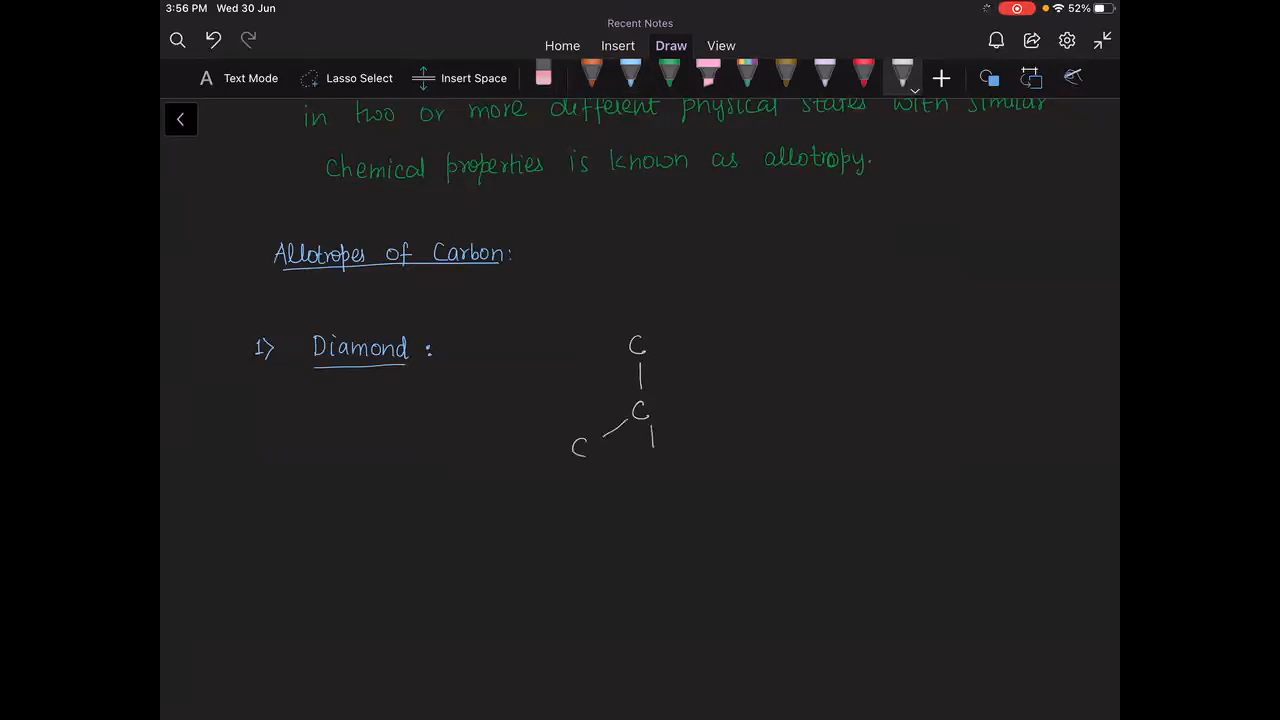 3:56 PM Wed 30 Jun
52%
Recent Notes
Home Insert Draw View
A Text Mode Lasso Select Insert Space
in two or more different physical states with similar
chemical properties is known as allotropy.
Allotropes of Carbon:
1) Diamond :
C
C
C